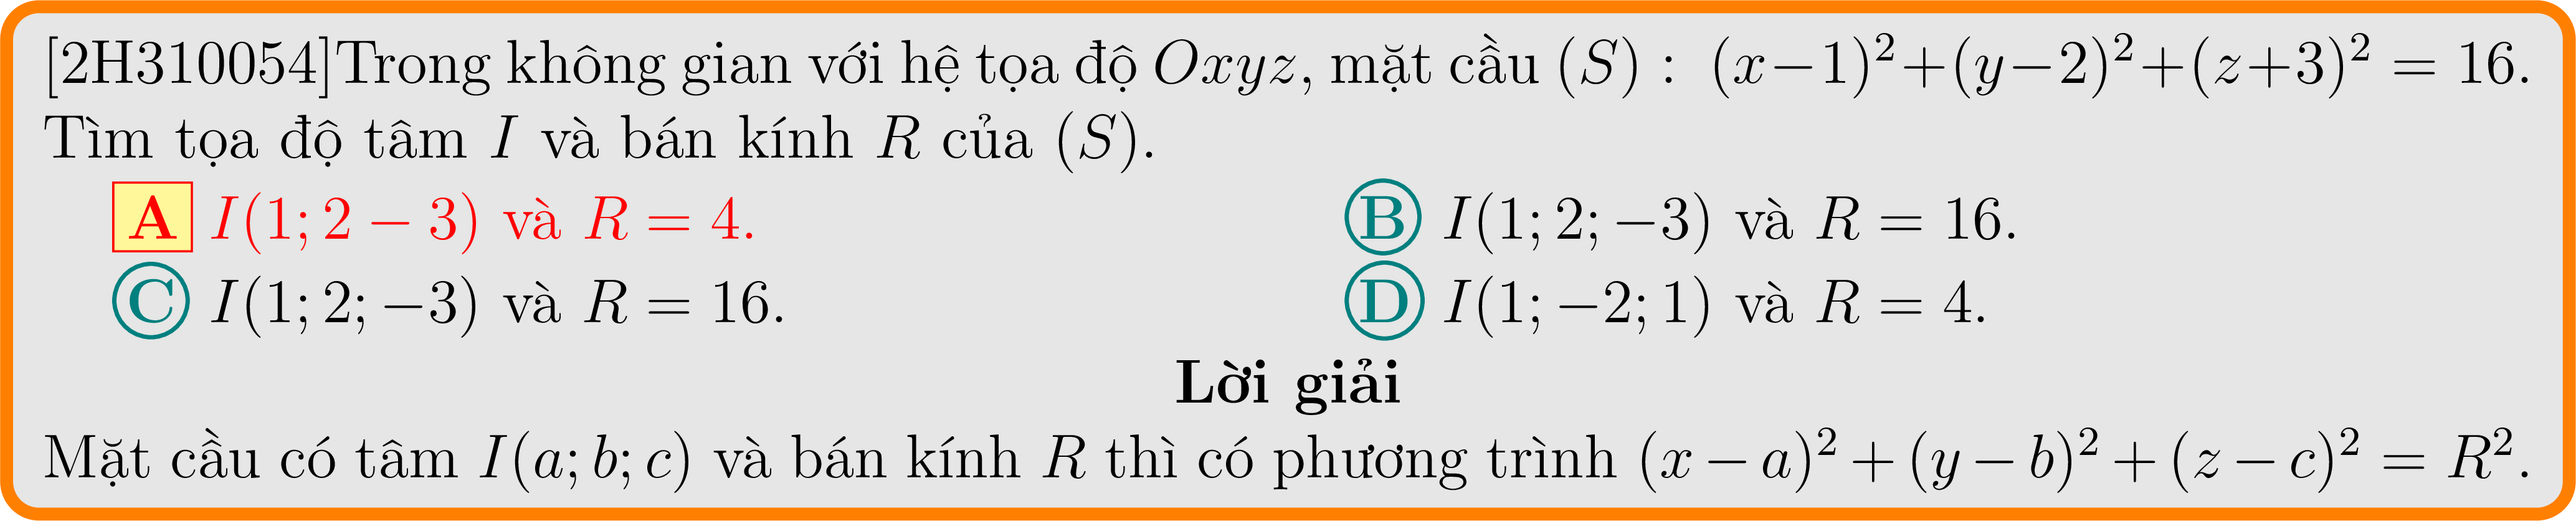 [2H310054]Trong không gian với hệ tọa độ Oxyz, mặt cầu (S) : (x−1)²+(y−2)²+(z+3)² = 16.
Tìm tọa độ tâm I và bán kính R của (S).
A I(1; 2 − 3) và R = 4. B I(1; 2; −3) và R = 16.
C I(1; 2; −3) và R = 16. D I(1; −2; 1) và R = 4.
Lời giải
Mặt cầu có tâm I(a; b; c) và bán kính R thì có phương trình (x − a)² + (y − b)² + (z − c)² = R².